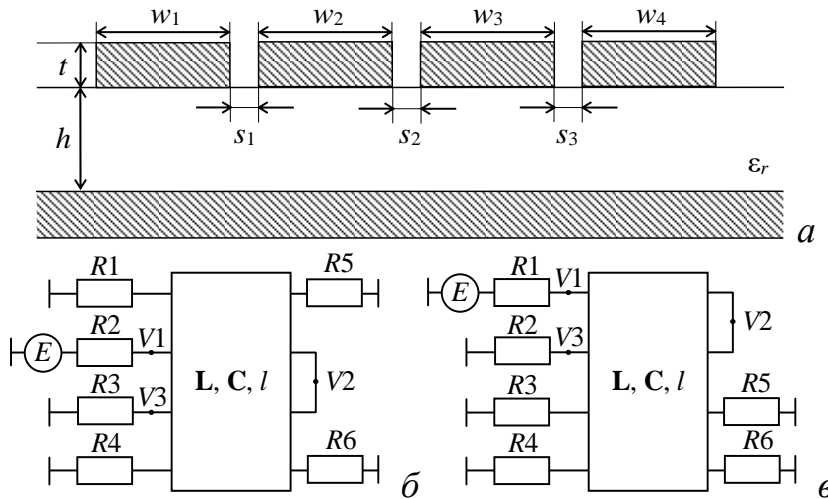 w1 w2 w3 w4
t
h
s1 s2 s3
εr
а
R1 R5
E R2 V1
V2
R3 V3
L, C, l
R4 R6
б
E R1 V1
R2 V3
V2
R3
L, C, l
R5
R4 R6
в